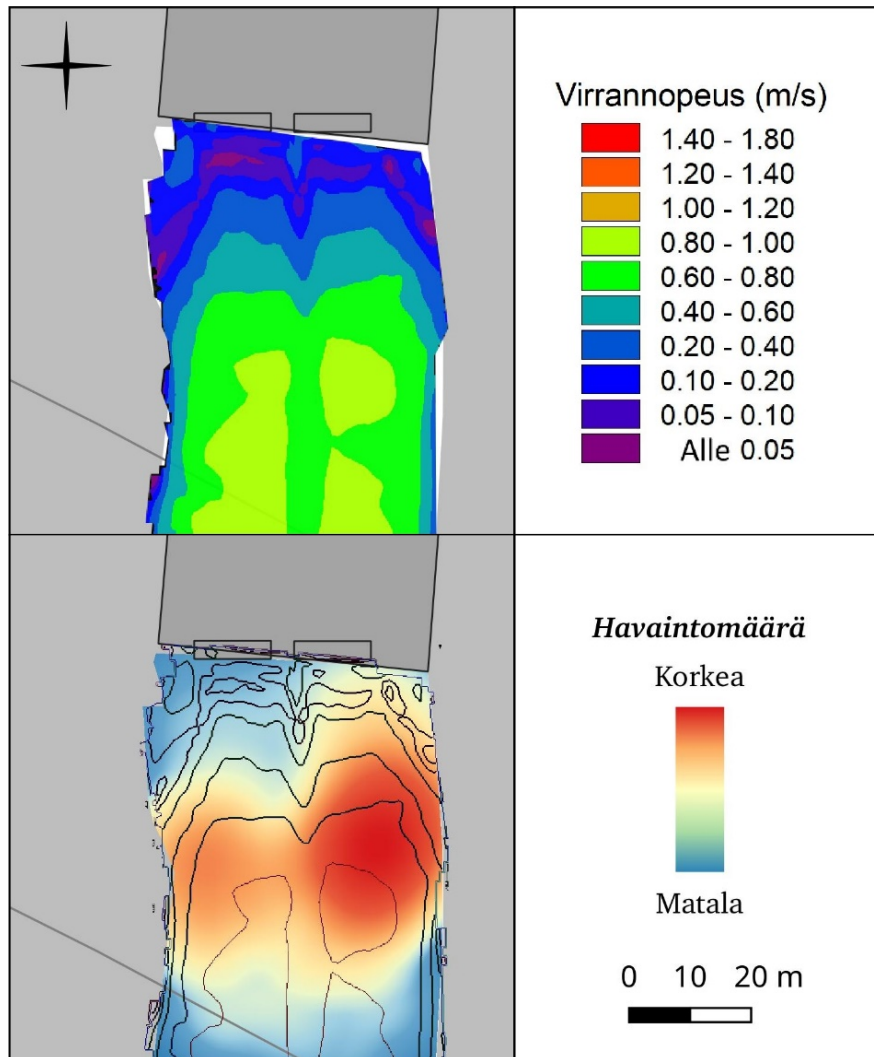 Virrannopeus (m/s)
1.40 - 1.80
1.20 - 1.40
1.00 - 1.20
0.80 - 1.00
0.60 - 0.80
0.40 - 0.60
0.20 - 0.40
0.10 - 0.20
0.05 - 0.10
Alle 0.05
Havaintomäärä
Korkea
Matala
0 10 20 m